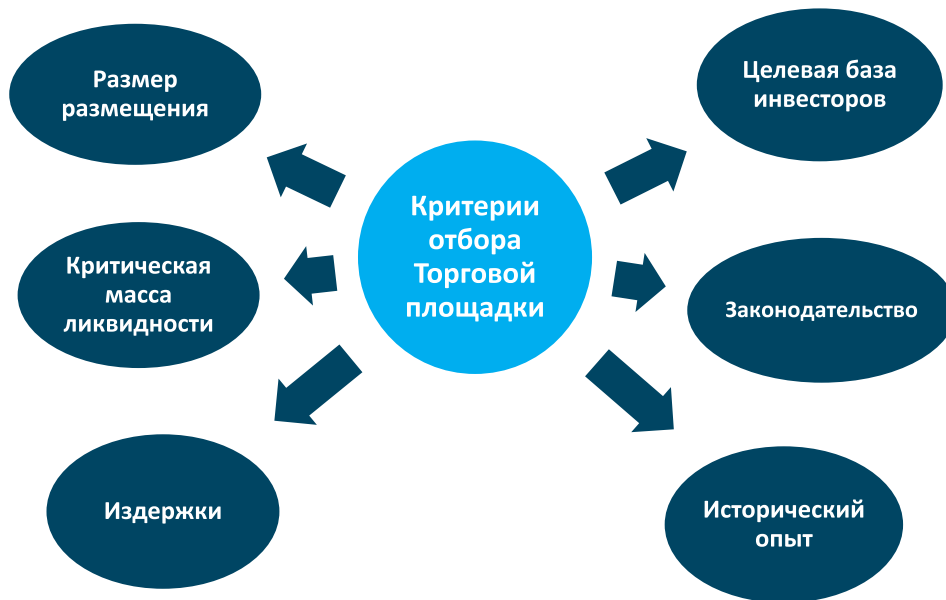 Размер
размещения
Целевая база
инвесторов
Критерии
отбора
Торговой
площадки
Критическая
масса
ликвидности
Законодательство
Издержки
Исторический
опыт